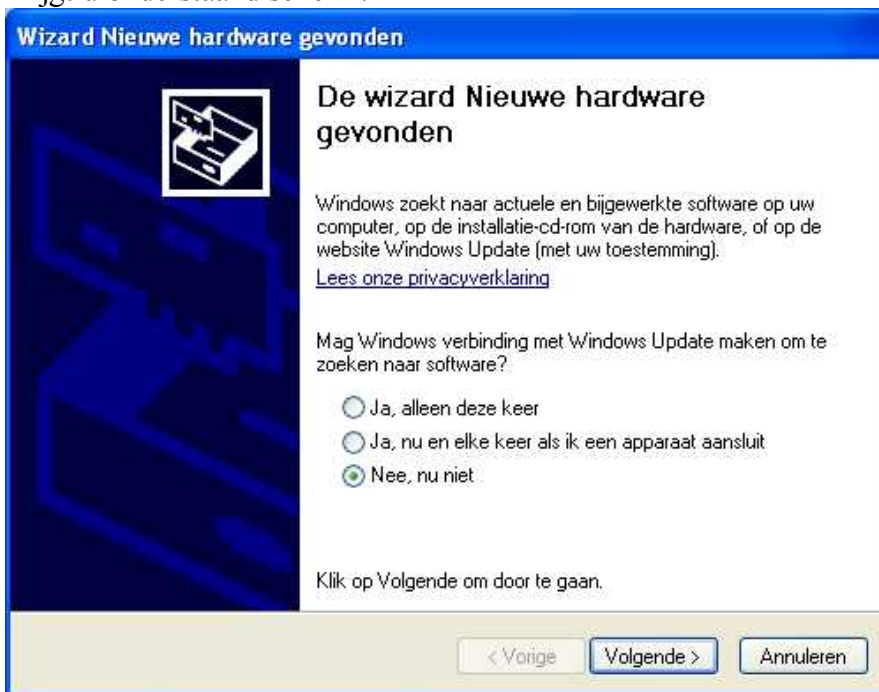 Wizard Nieuwe hardware gevonden
De wizard Nieuwe hardware
gevonden
Windows zoekt naar actuele en bijgewerkte software op uw
computer, op de installatie-cd-rom van de hardware, of op de
website Windows Update (met uw toestemming).
Lees onze privacyverklaring
Mag Windows verbinding met Windows Update maken om te
zoeken naar software?
Ja, alleen deze keer
Ja, nu en elke keer als ik een apparaat aansluit
Nee, nu niet
Klik op Volgende om door te gaan.
< Vorige Volgende > Annuleren